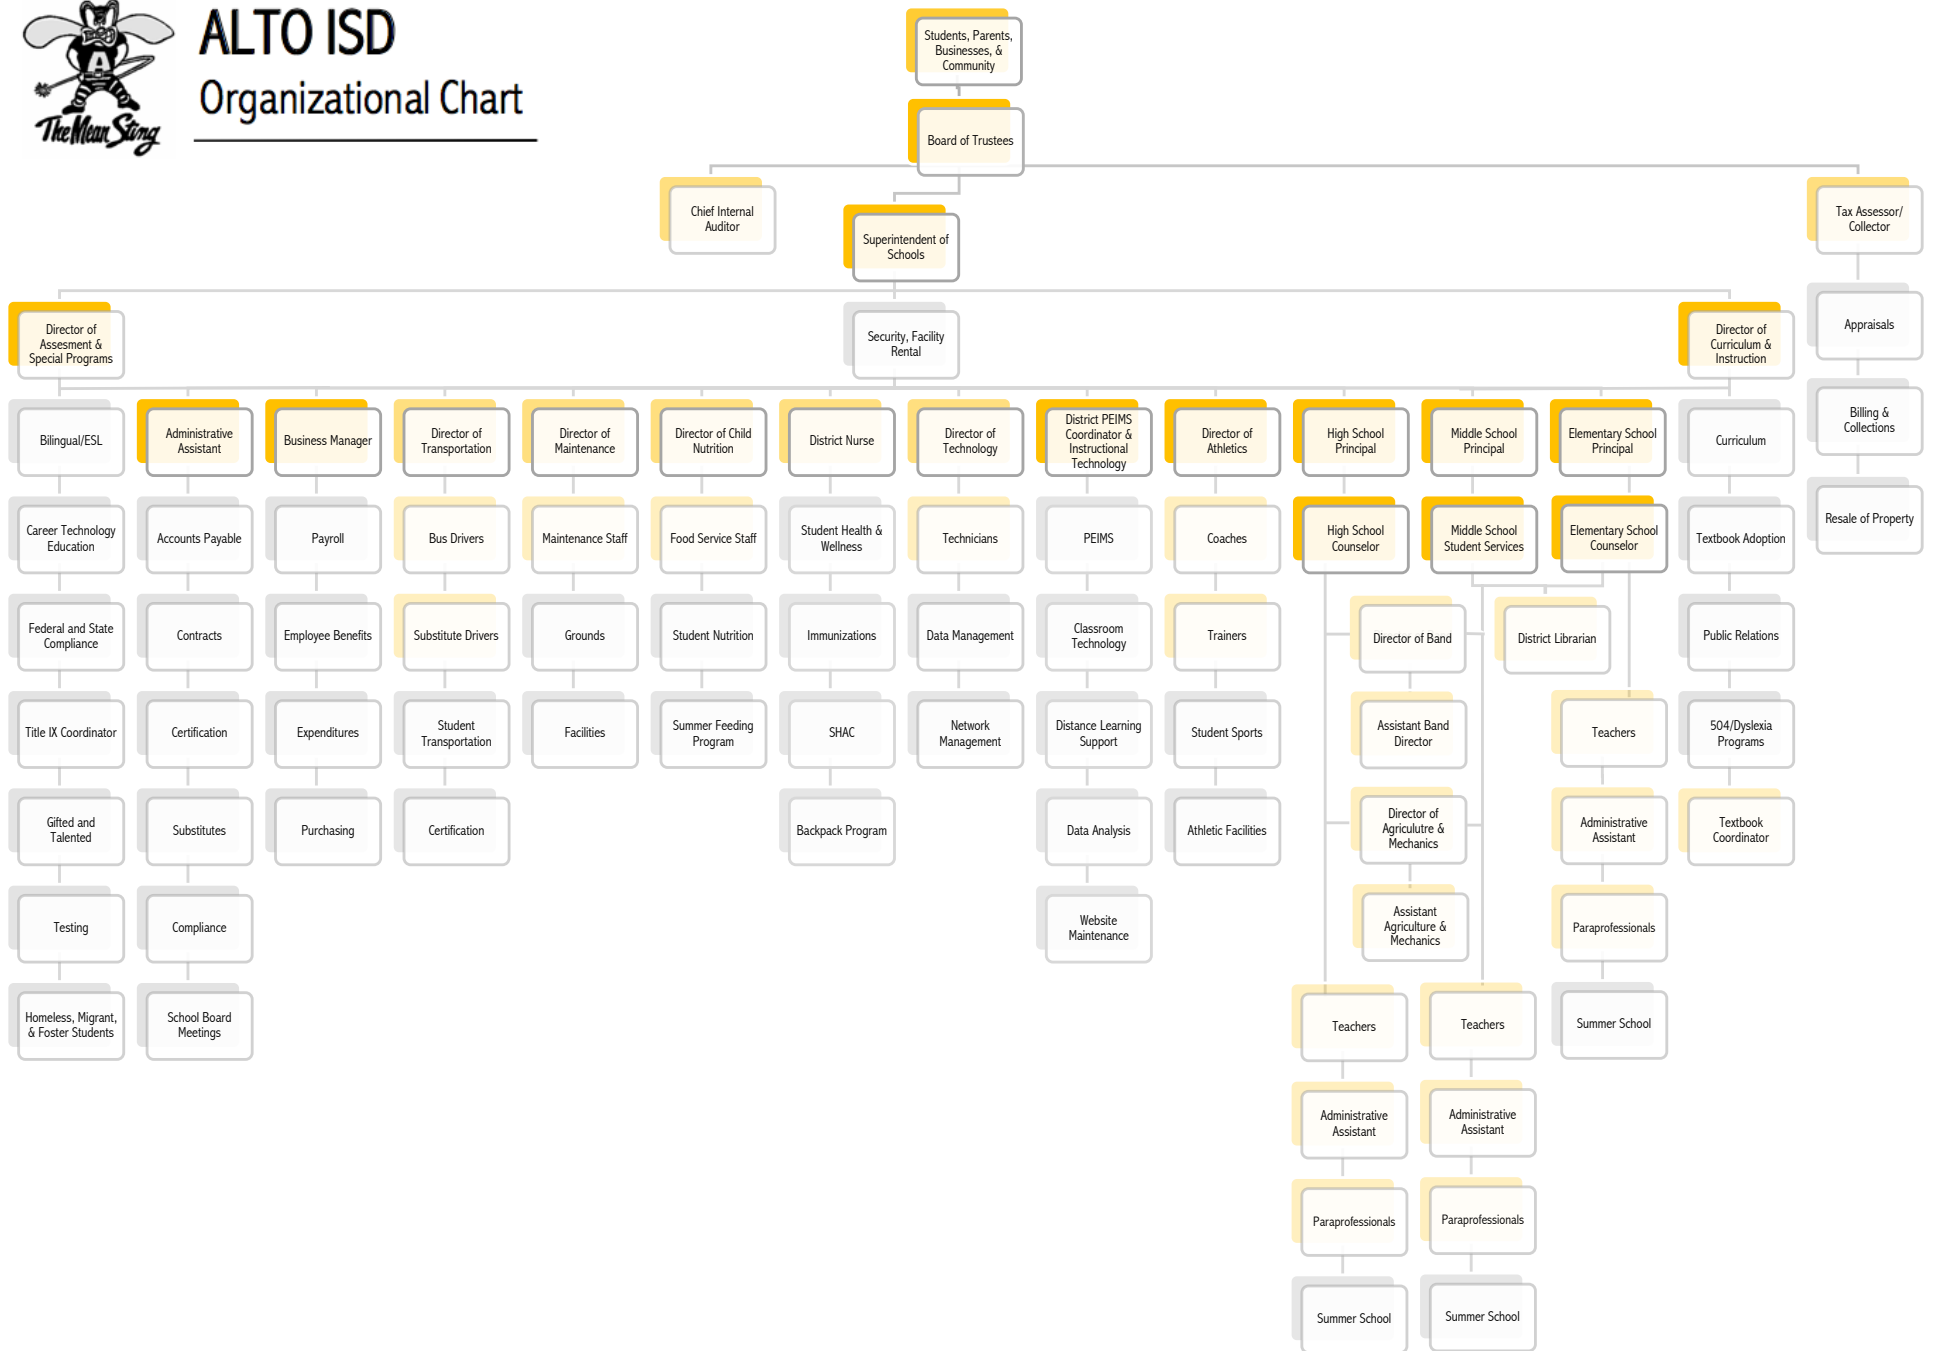 ALTO ISD
Organizational Chart
A
The Mean Sting
Students, Parents,
Businesses, &
Community
Board of Trustees
Chief Internal
Auditor
Superintendent of
Schools
Tax Assessor/
Collector
Director of
Assesment &
Special Programs
Security, Facility
Rental
Director of
Curriculum &
Instruction
Appraisals
Billing &
Collections
Resale of Property
Bilingual/ESL
Career Technology
Education
Federal and State
Compliance
Title IX Coordinator
Gifted and
Talented
Testing
Homeless, Migrant,
& Foster Students
Administrative
Assistant
Accounts Payable
Contracts
Certification
Substitutes
Compliance
School Board
Meetings
Business Manager
Payroll
Employee Benefits
Expenditures
Purchasing
Director of
Transportation
Bus Drivers
Substitute Drivers
Student
Transportation
Certification
Director of
Maintenance
Maintenance Staff
Grounds
Facilities
Director of Child
Nutrition
Food Service Staff
Student Nutrition
Summer Feeding
Program
District Nurse
Student Health &
Wellness
Immunizations
SHAC
Backpack Program
Director of
Technology
Technicians
Data Management
Network
Management
District PEIMS
Coordinator &
Instructional
Technology
PEIMS
Classroom
Technology
Distance Learning
Support
Data Analysis
Website
Maintenance
Director of
Athletics
Coaches
Trainers
Student Sports
Athletic Facilities
High School
Principal
High School
Counselor
Middle School
Principal
Middle School
Student Services
Elementary School
Principal
Elementary School
Counselor
Director of Band
Assistant Band
Director
Director of
Agriculutre &
Mechanics
Assistant
Agriculture &
Mechanics
District Librarian
Teachers
Administrative
Assistant
Paraprofessionals
Summer School
Teachers
Administrative
Assistant
Paraprofessionals
Summer School
Teachers
Administrative
Assistant
Paraprofessionals
Summer School
Curriculum
Textbook Adoption
Public Relations
504/Dyslexia
Programs
Textbook
Coordinator